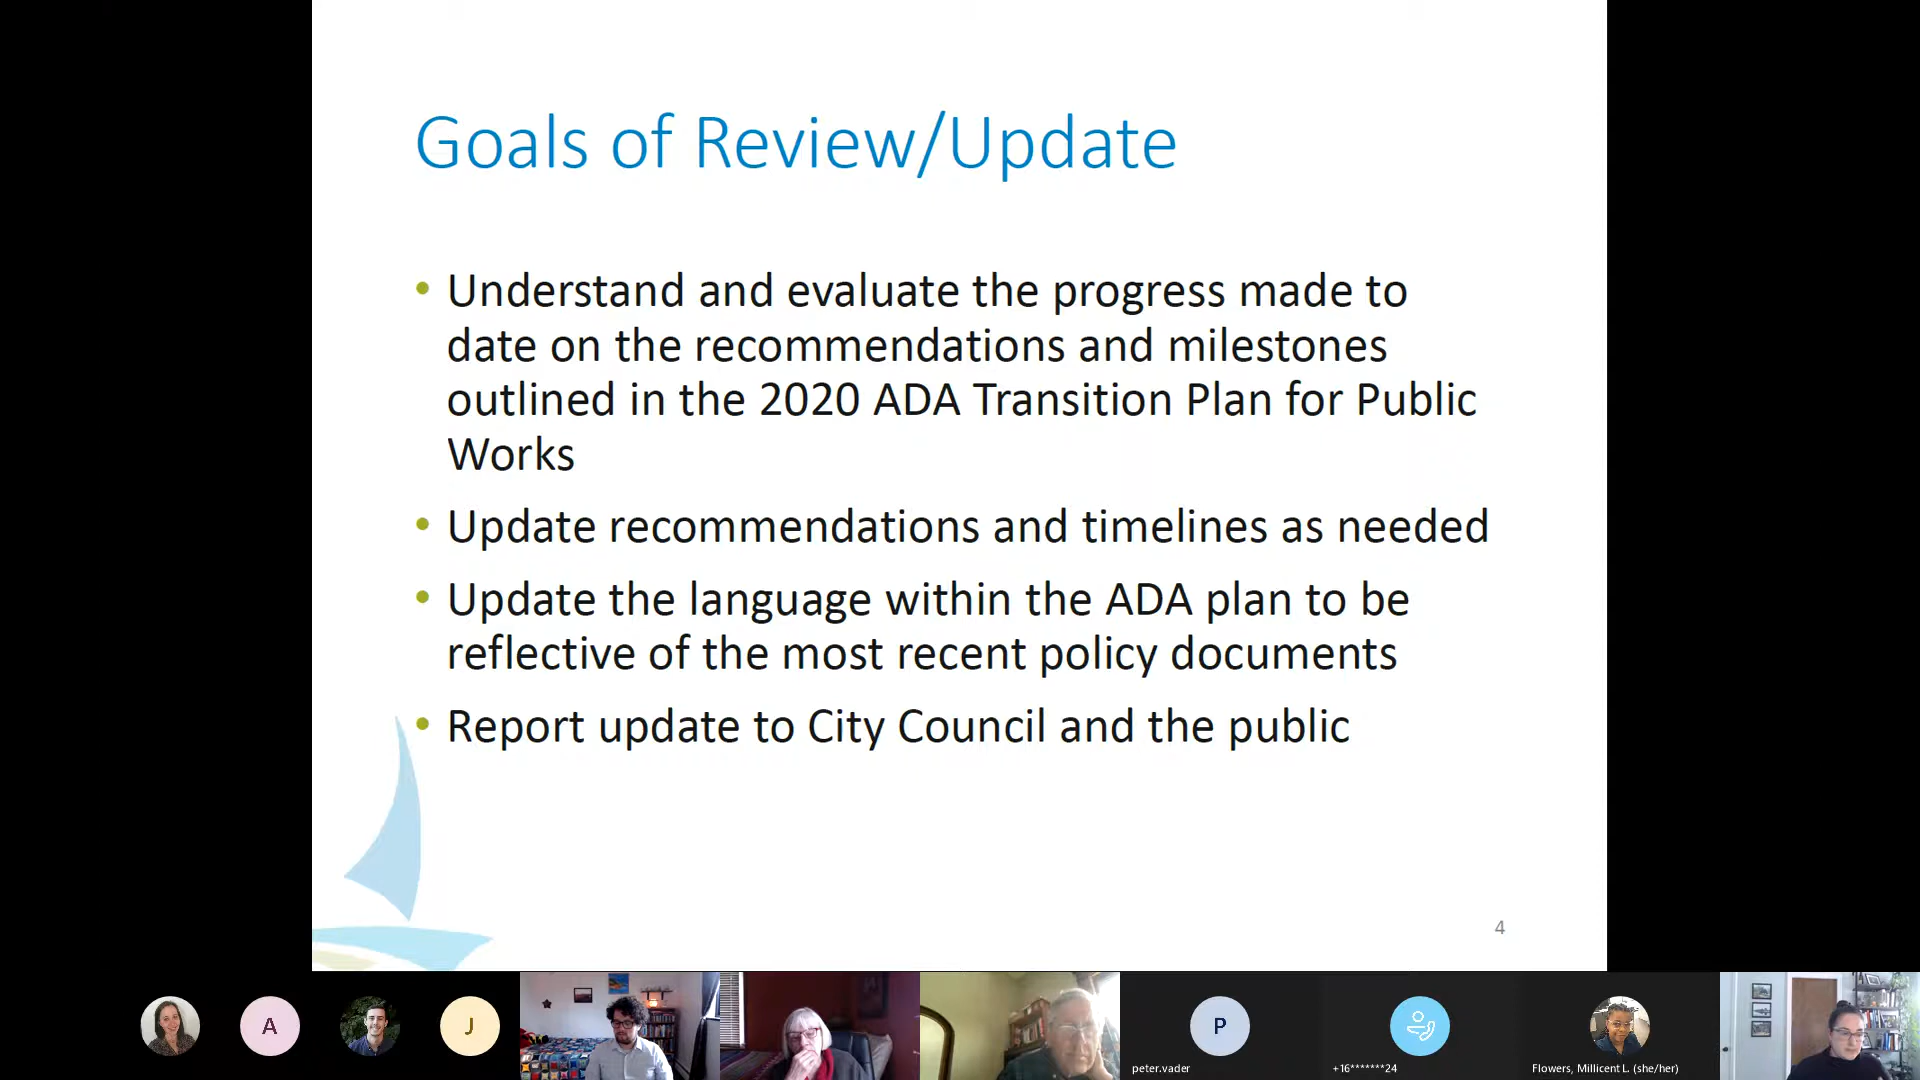 Goals of Review/Update
• Understand and evaluate the progress made to
date on the recommendations and milestones
outlined in the 2020 ADA Transition Plan for Public
Works
• Update recommendations and timelines as needed
• Update the language within the ADA plan to be
reflective of the most recent policy documents
• Report update to City Council and the public
4
A
J
P
peter.vader
+16*******24
Flowers, Millicent L. (she/her)